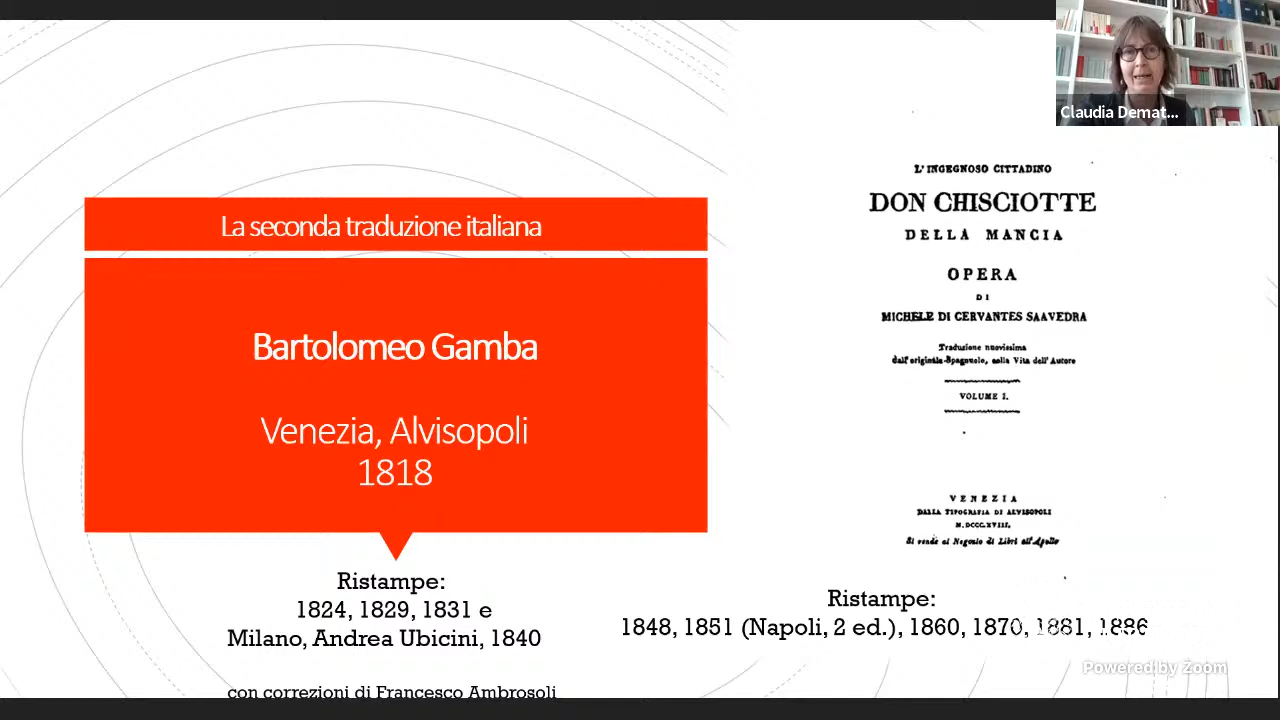 Claudia Demat...
La seconda traduzione italiana
Bartolomeo Gamba
Venezia, Alvisopoli
1818
Ristampe:
1824, 1829, 1831 e
Milano, Andrea Ubicini, 1840
con correzioni di Francesco Ambrosoli
L'INGEGNOSO CITTADINO
DON CHISCIOTTE
DELLA MANCIA
OPERA
DI
MICHELE DI CERVANTES SAAVEDRA
Traduzione nuovissima
dall'originale Spagnuolo, colla Vita dell'Autore
VOLUME I.
VENEZIA
DALLA TIPOGRAFIA DI ALVISOPOLI
M.DCCC.XVIII.
Si vende al Negozio di Libri all'Apollo
Ristampe:
1848, 1851 (Napoli, 2 ed.), 1860, 1870, 1881, 1886
Powered by Zoom